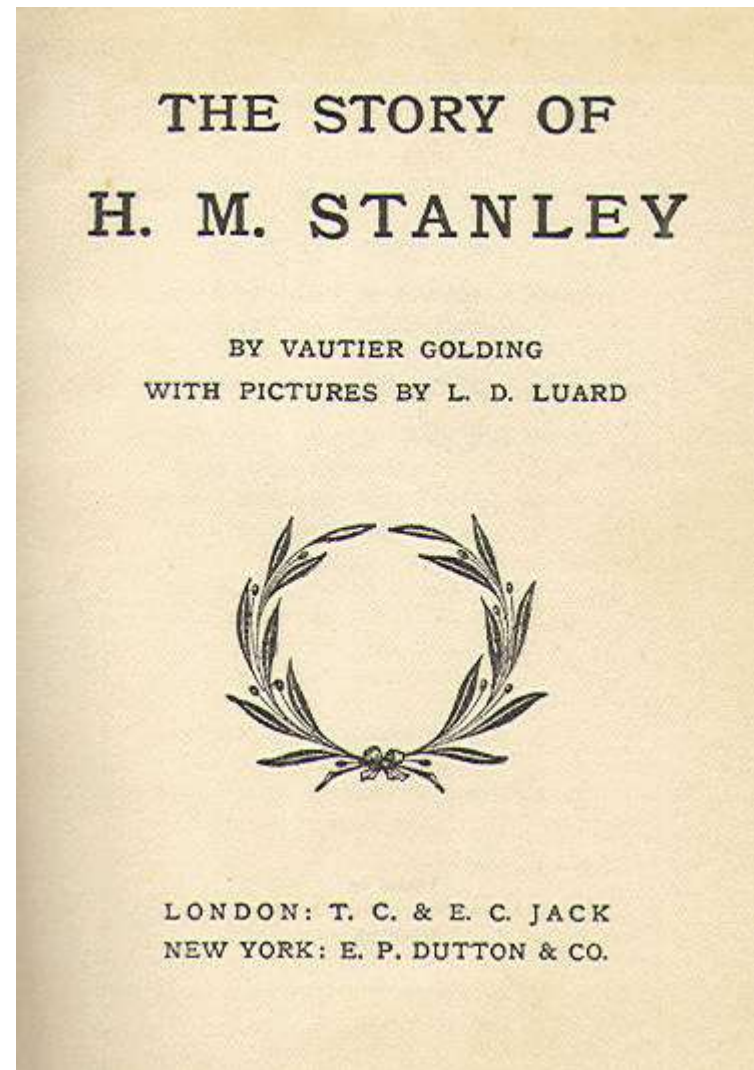 THE STORY OF
H. M. STANLEY
BY VAUTIER GOLDING
WITH PICTURES BY L. D. LUARD
LONDON: T. C. & E. C. JACK
NEW YORK: E. P. DUTTON & CO.